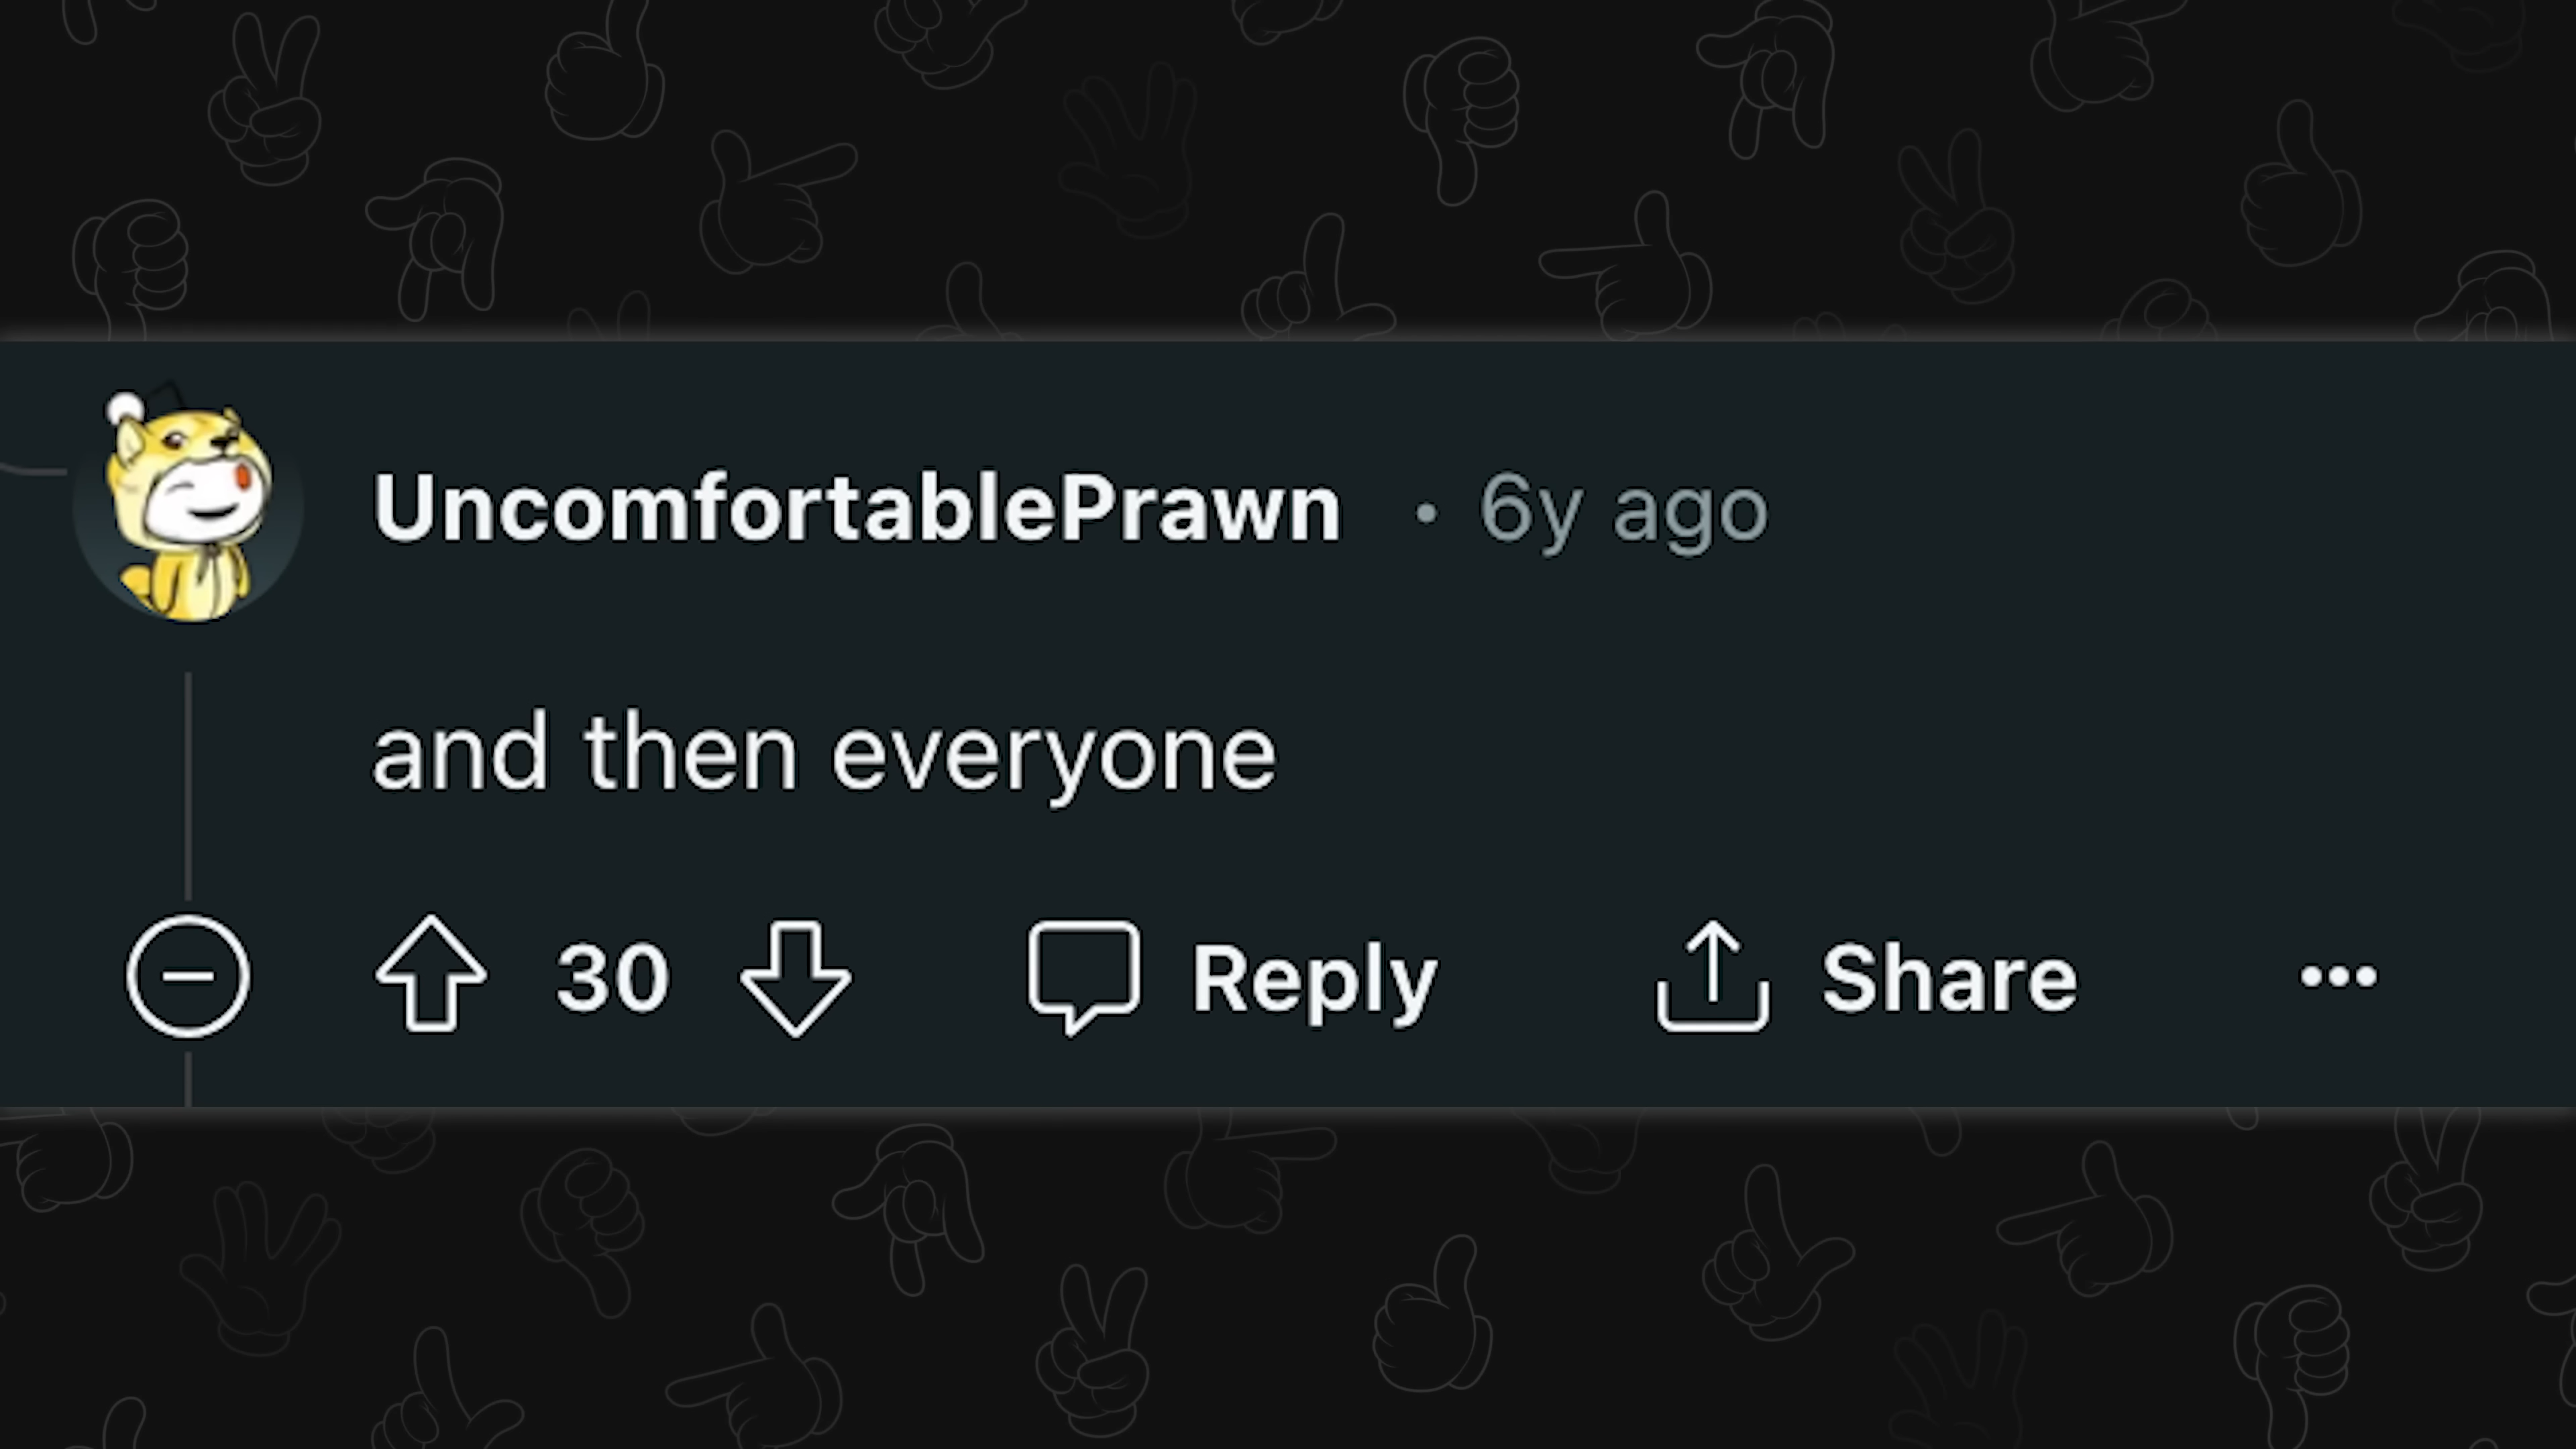 UncomfortablePrawn • 6y ago
and then everyone
30 Reply Share •••